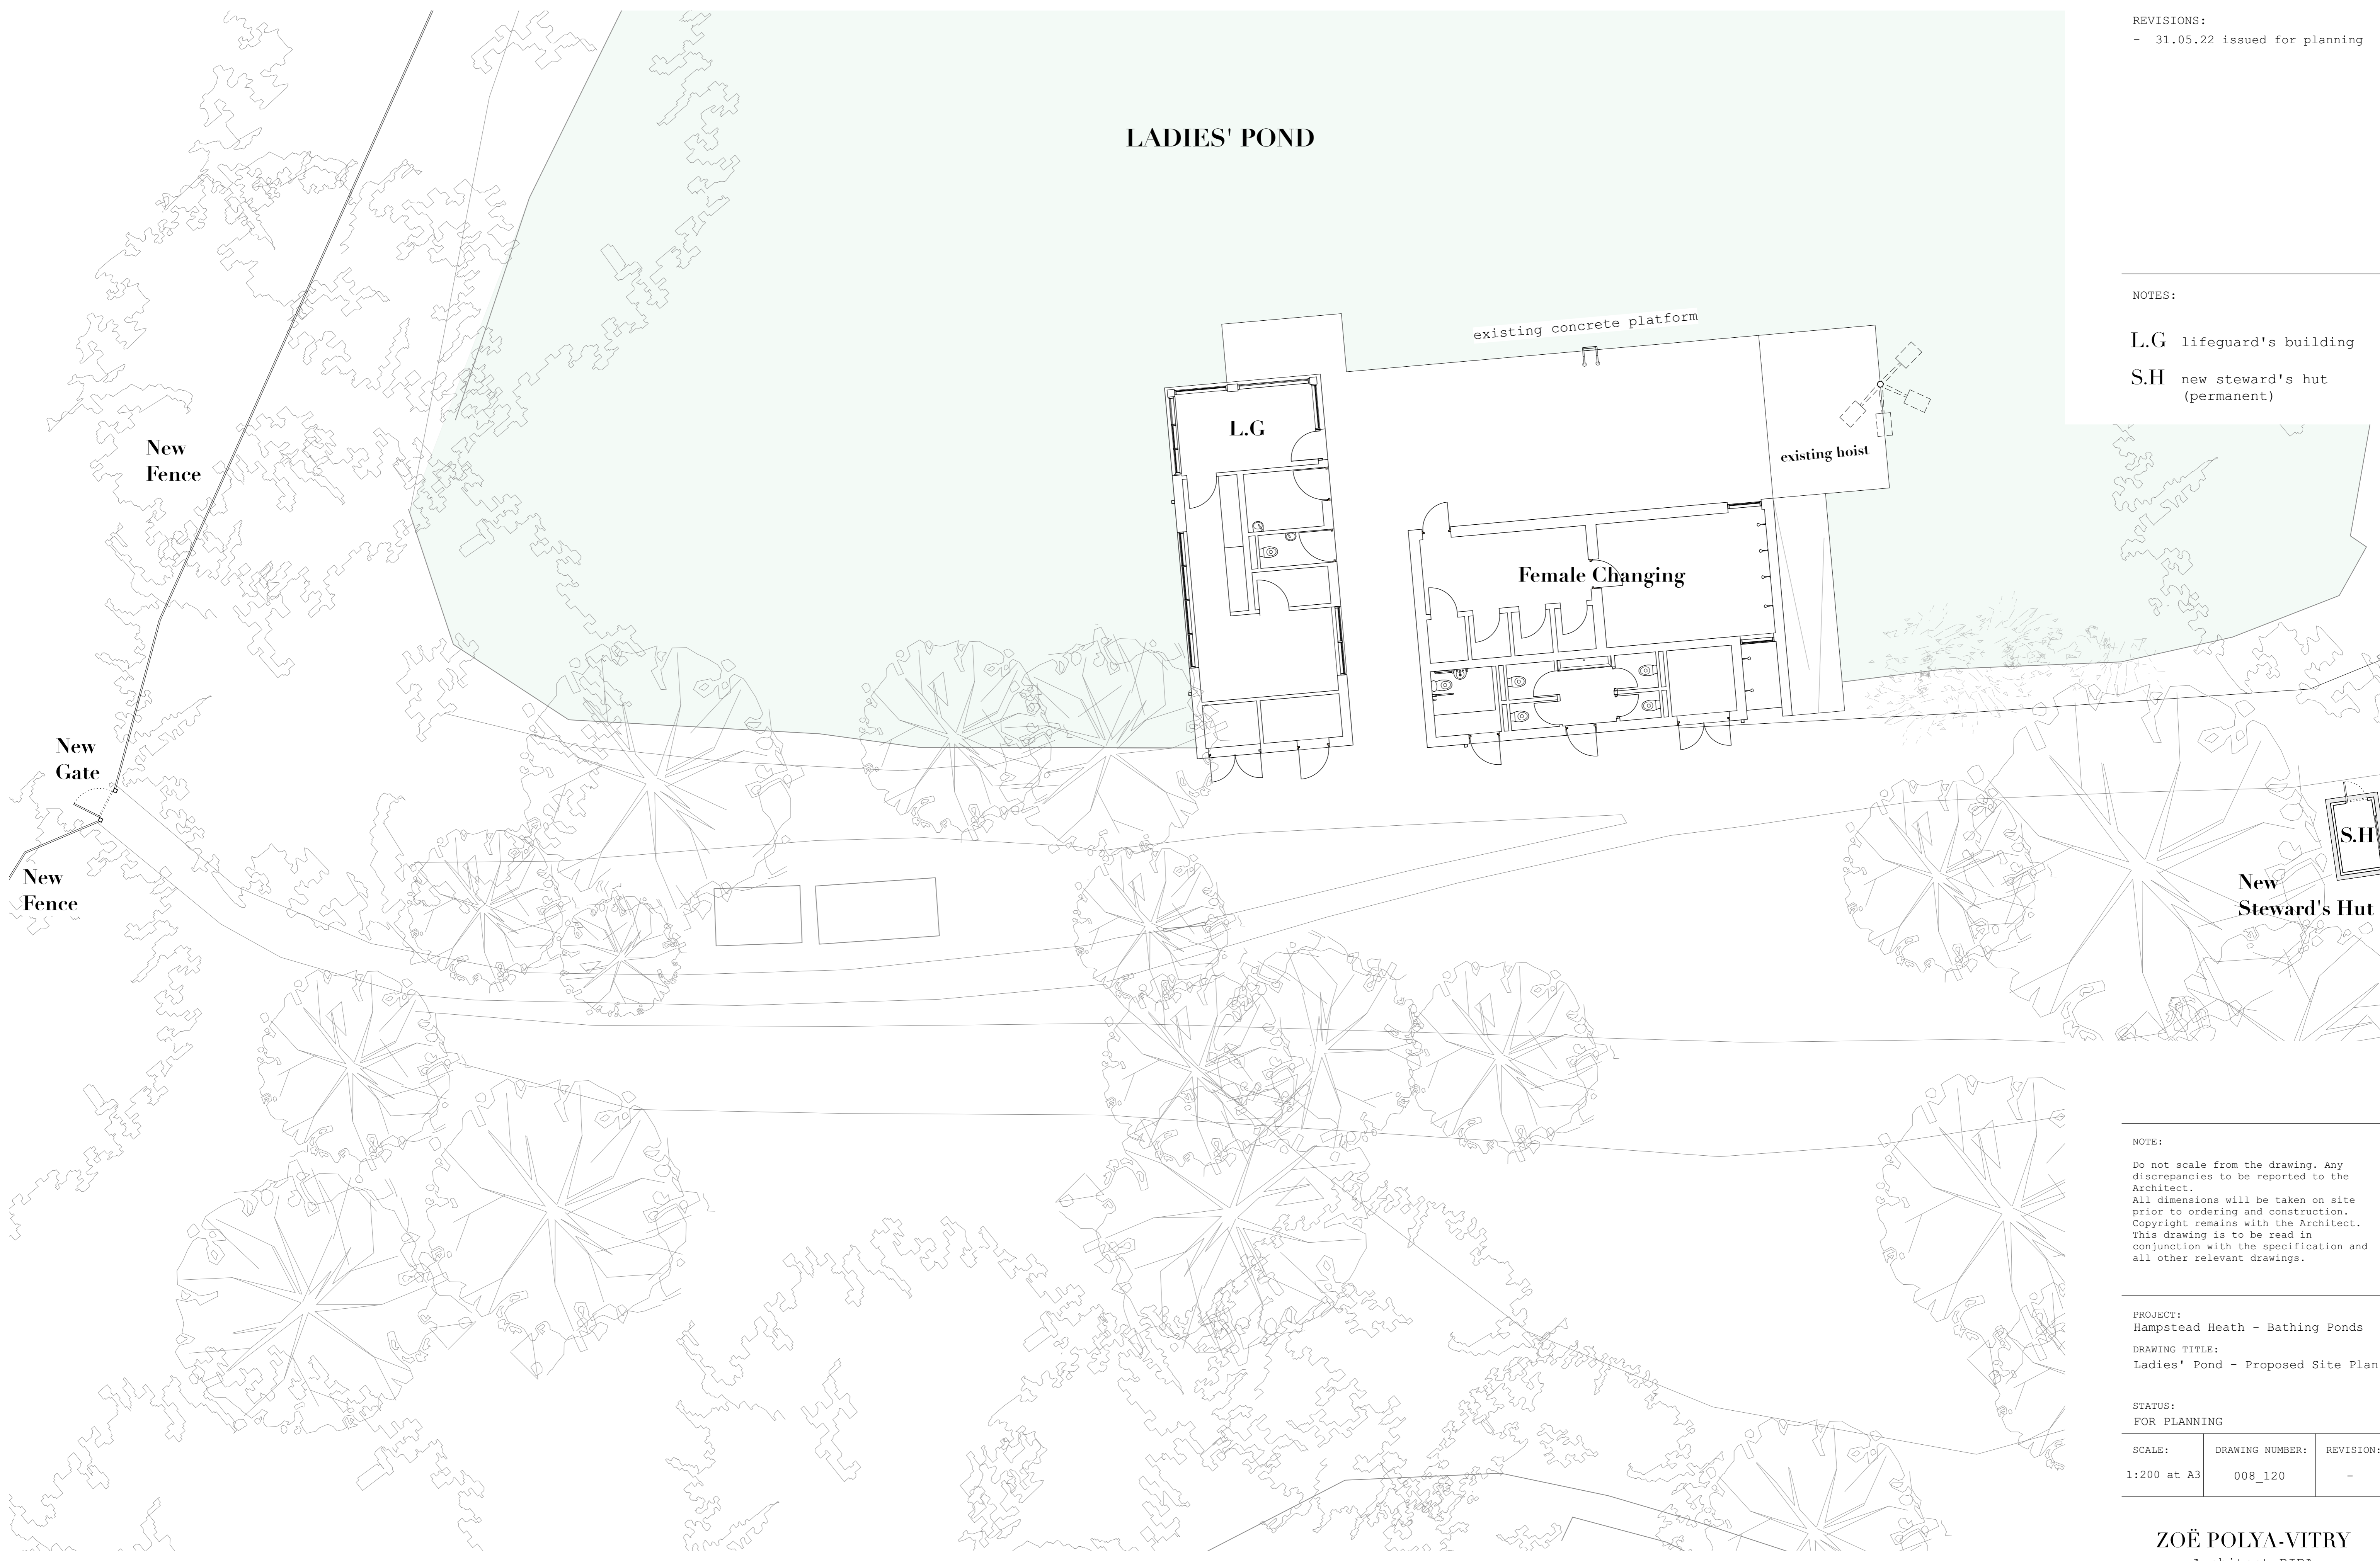 LADIES' POND
existing concrete platform
L.G
existing hoist
Female Changing
New
Fence
New
Gate
New
Fence
S.H
New
Steward's Hut
REVISIONS:
- 31.05.22 issued for planning
NOTES:
L.G lifeguard's building
S.H new steward's hut
(permanent)
NOTE:
Do not scale from the drawing. Any
discrepancies to be reported to the
Architect.
All dimensions will be taken on site
prior to ordering and construction.
Copyright remains with the Architect.
This drawing is to be read in
conjunction with the specification and
all other relevant drawings.
PROJECT:
Hampstead Heath - Bathing Ponds
DRAWING TITLE:
Ladies' Pond - Proposed Site Plan
STATUS:
FOR PLANNING
SCALE: DRAWING NUMBER: REVISION:
1:200 at A3 008_120 -
ZOË POLYA-VITRY